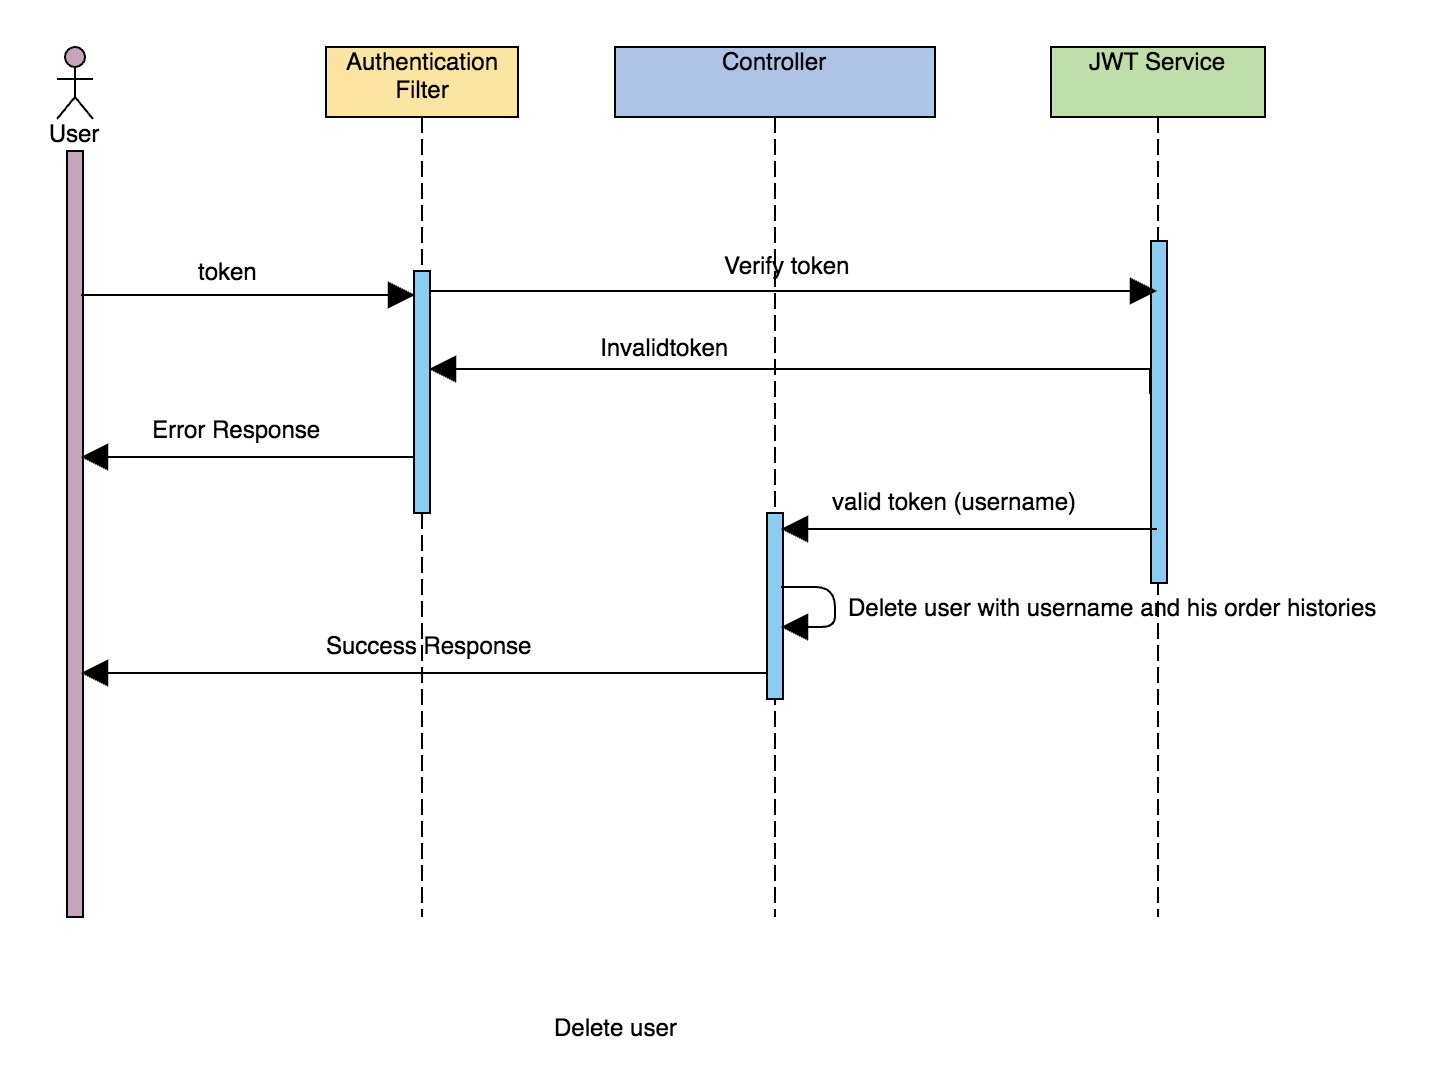 User
Authentication
Filter
Controller
JWT Service
token
Verify token
Invalidtoken
Error Response
valid token (username)
Delete user with username and his order histories
Success Response
Delete user